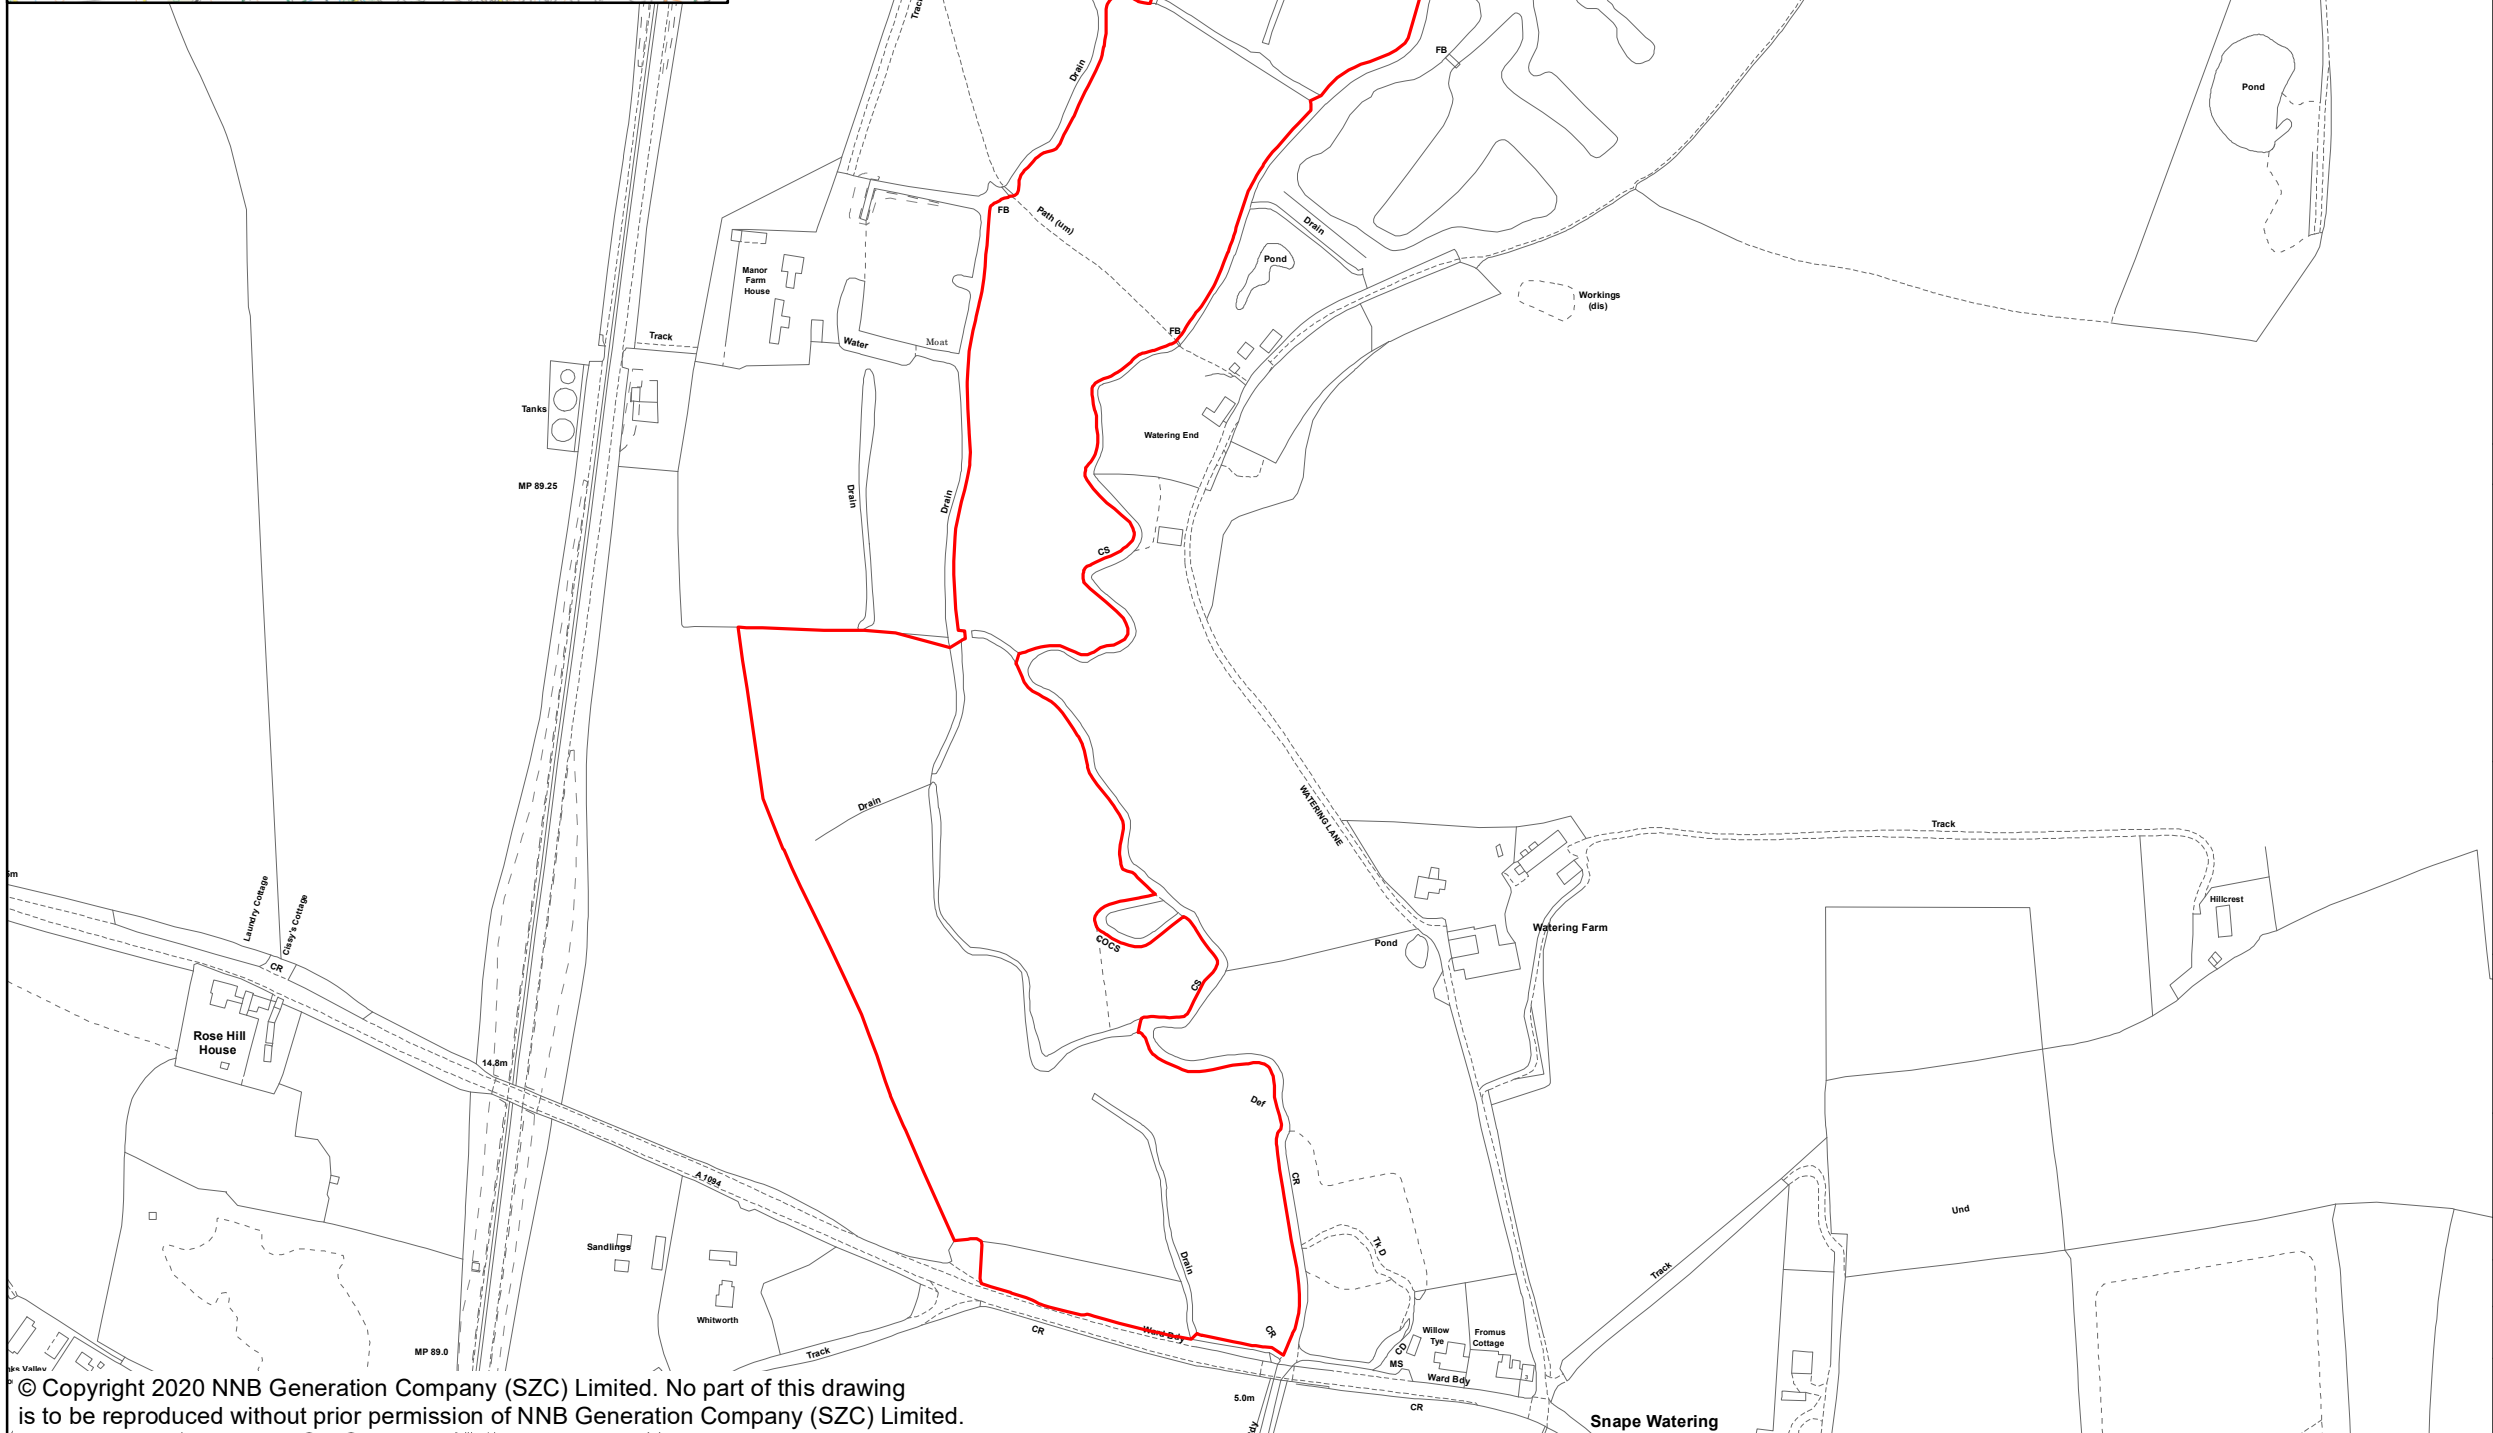 Track
FB
Drain
Pond
FB
Path (um)
Drain
Pond
Manor
Farm
House
Workings
(dis)
Track
Water
Moat
FB
Tanks
Watering End
MP 89.25
Drain
Drain
CS
WATERING LANE
Drain
Track
5m
Laundry Cottage
Cissy's Cottage
CR
Hillcrest
Watering Farm
Pond
COCS
CS
Rose Hill
House
14.8m
Def
A 1094
CR
Und
Sandlings
Drain
Tk D
Track
Whitworth
CR
Ward Bdy
CR
Willow
Tye
Fromus
Cottage
MP 89.0
Track
CD
MS
Ward Bdy
3
5.0m
CR
Snape Watering
© Copyright 2020 NNB Generation Company (SZC) Limited. No part of this drawing
is to be reproduced without prior permission of NNB Generation Company (SZC) Limited.